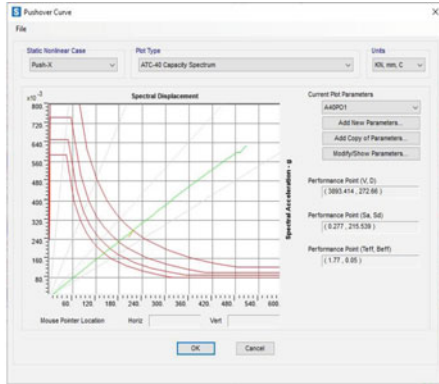 Pushover Curve
File
Static Nonlinear Case
Plot Type
Units
Push-X
ATC-40 Capacity Spectrum
KN, mm, C
x10 -3
Spectral Displacement
Current Plot Parameters
800
A40PO1
720
Add New Parameters...
640
Add Copy of Parameters...
560
Modify/Show Parameters...
480
Performance Point (V, D)
400
( 3893.414 , 272.66 )
320
Spectral Acceleration - g
Performance Point (Sa, Sd)
240
( 0.277 , 215.539 )
160
Performance Point (Teff, Beff)
80
( 1.77 , 0.05 )
60. 120. 180. 240. 300. 360. 420. 480. 540. 600.
Mouse Pointer Location Horiz Vert
OK Cancel